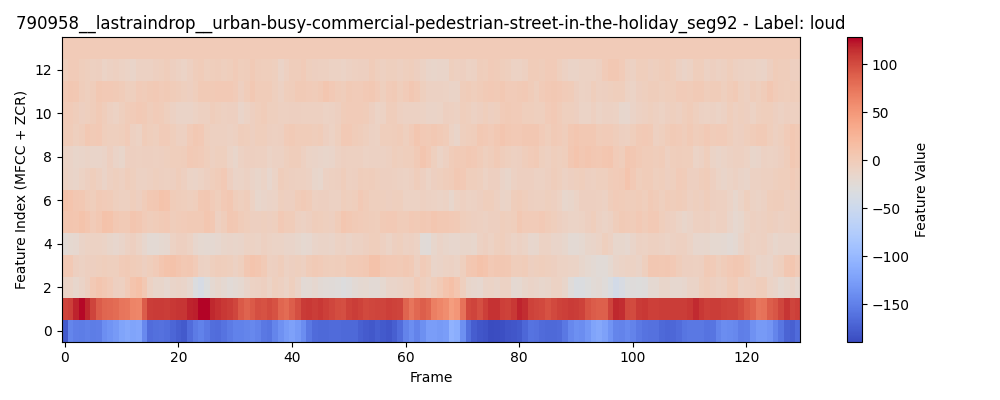 790958__lastraindrop__urban-busy-commercial-pedestrian-street-in-the-holiday_seg92 - Label: loud
Feature Index (MFCC + ZCR)
12
10
8
6
4
2
0
0 20 40 60 80 100 120
Frame
100
50
0
−50
−100
−150
Feature Value